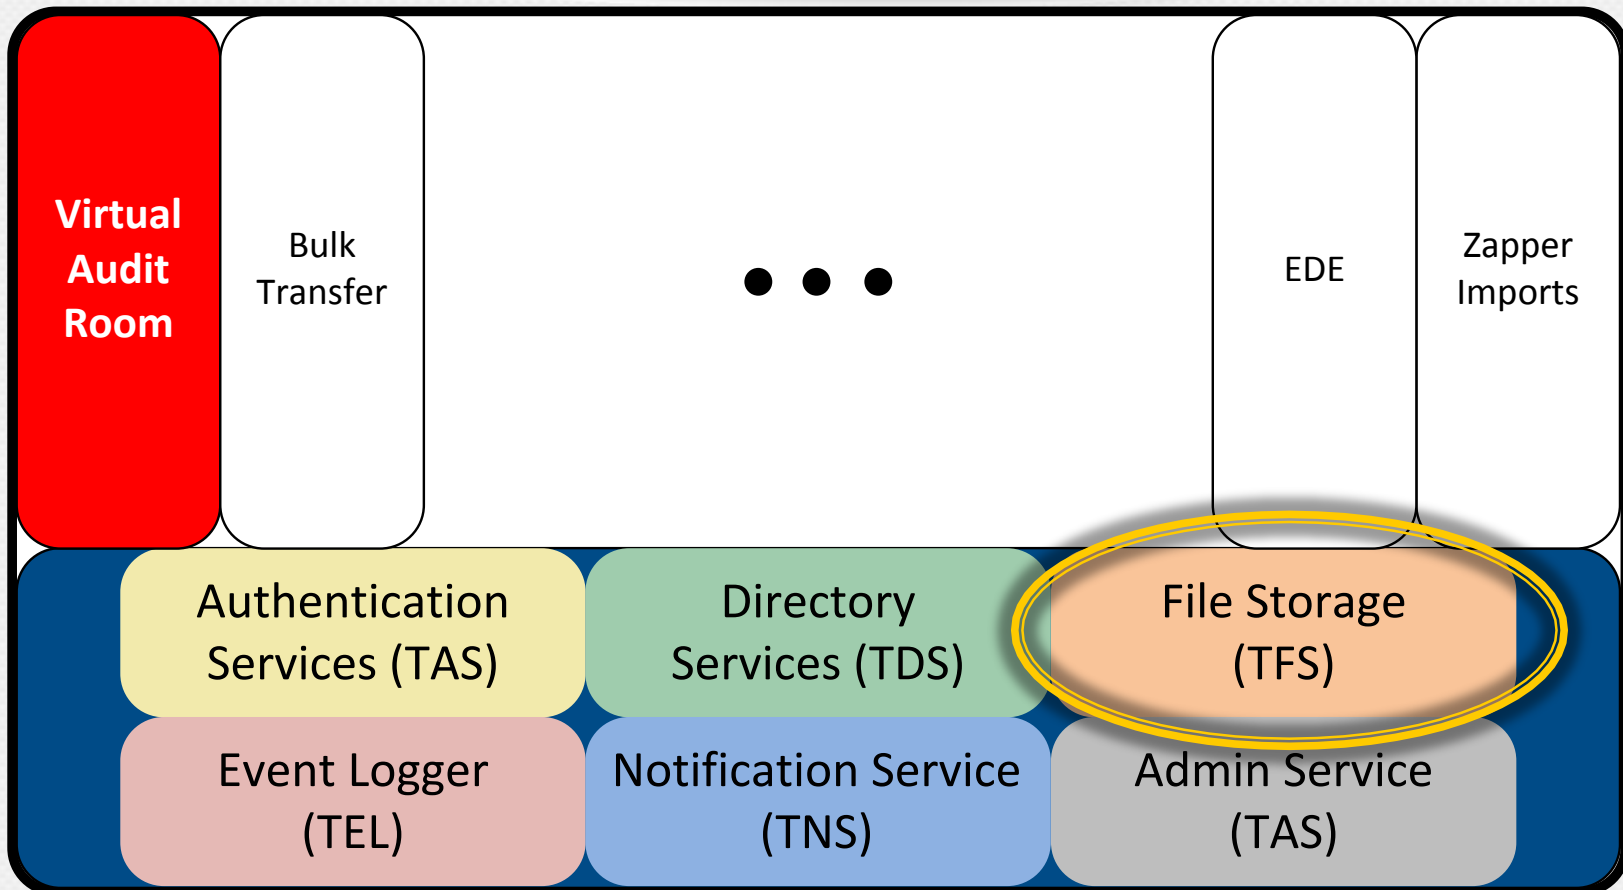 Virtual
Audit
Room
Bulk
Transfer
• • •
EDE
Zapper
Imports
Authentication
Services (TAS)
Directory
Services (TDS)
File Storage
(TFS)
Event Logger
(TEL)
Notification Service
(TNS)
Admin Service
(TAS)